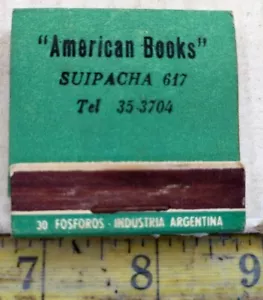 "American Books"
SUIPACHA 617
Tel 35-3704
30 FOSFOROS - INDUSTRIA ARGENTINA
7 8 9